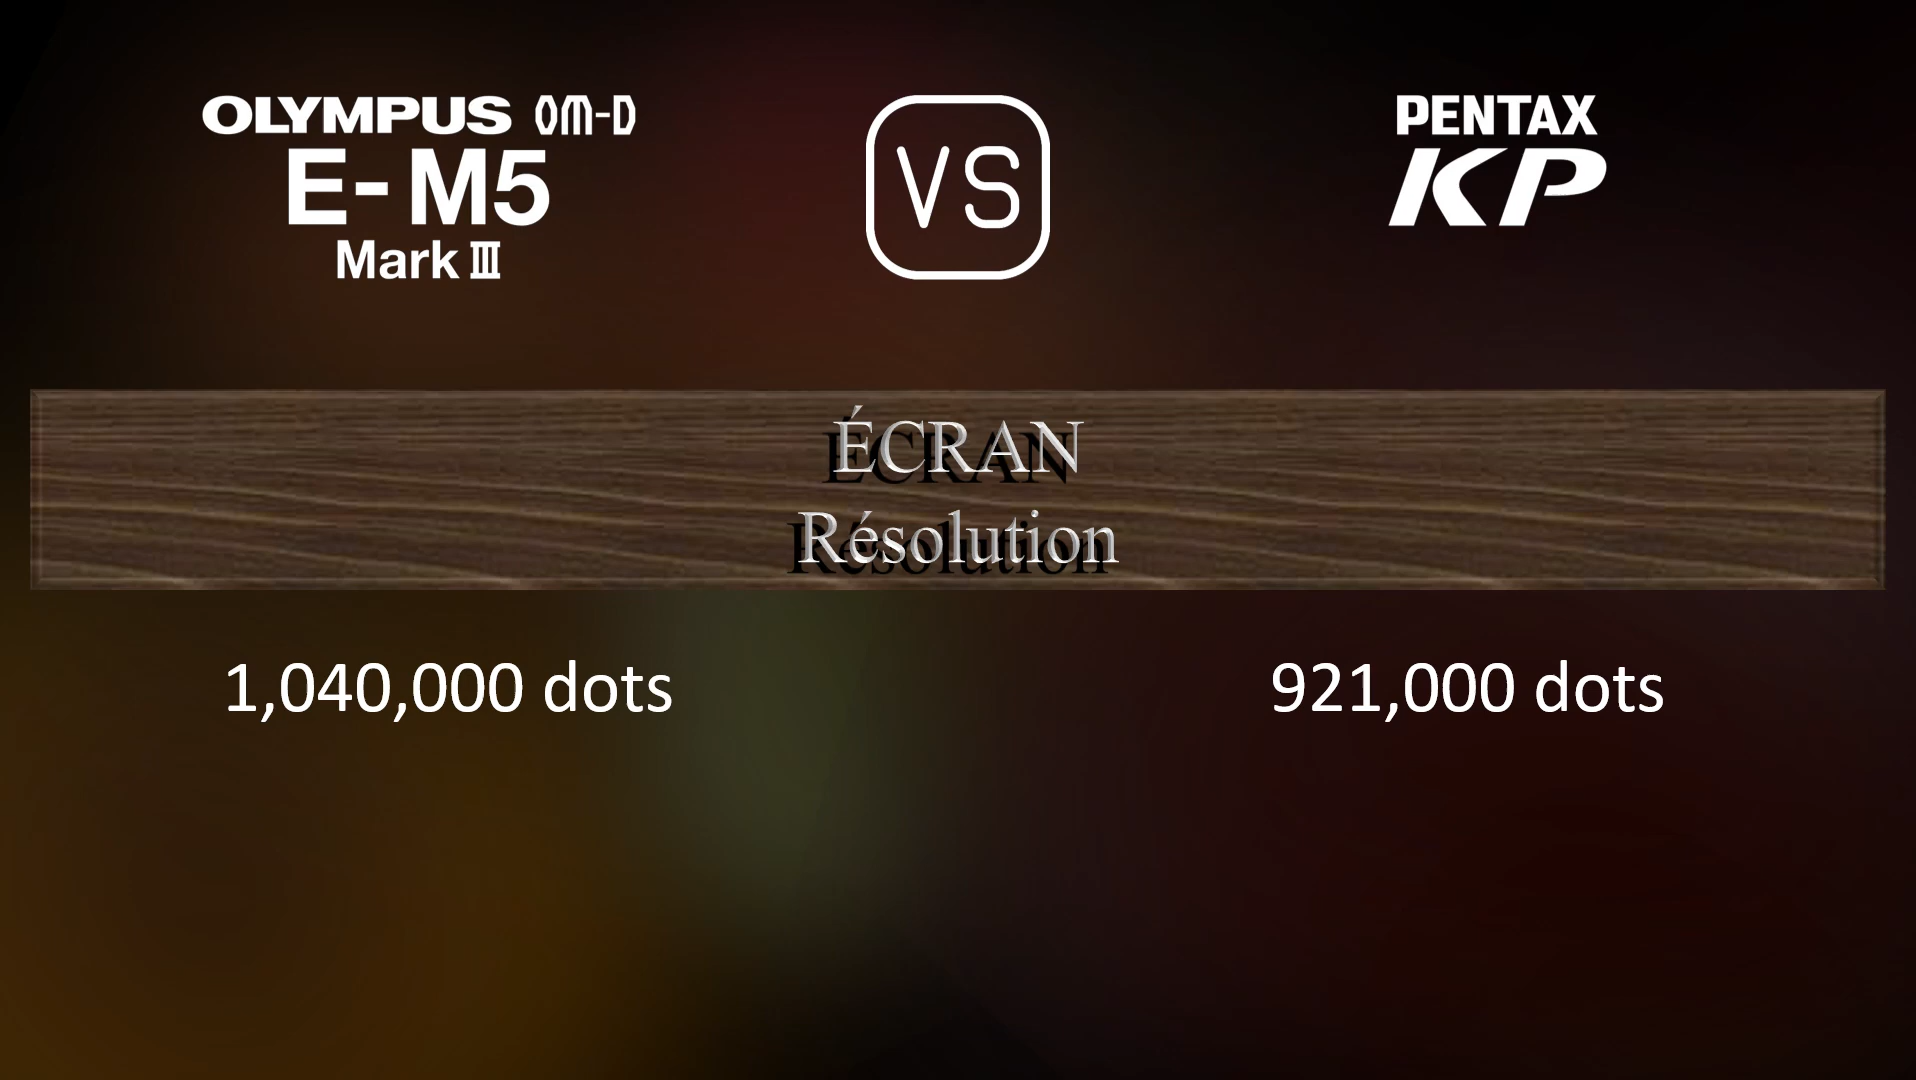 OLYMPUS OM-D
E-M5
Mark III
VS
PENTAX
KP
ÉCRAN
Résolution
1,040,000 dots
921,000 dots